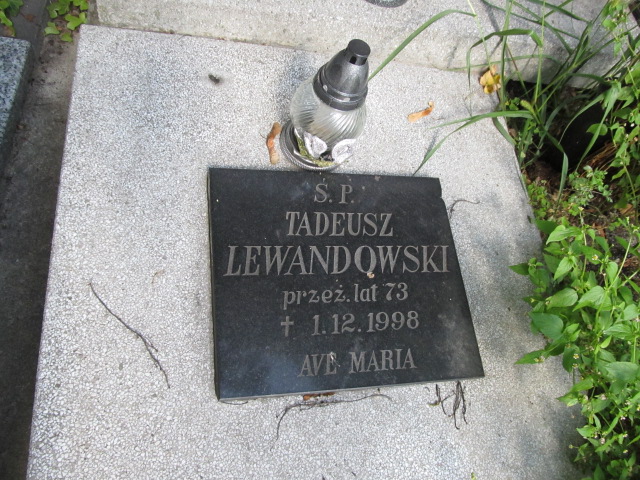 Ś. P.
TADEUSZ
LEWANDOWSKI
przeż. lat 73
† 1.12.1998
AVE MARIA